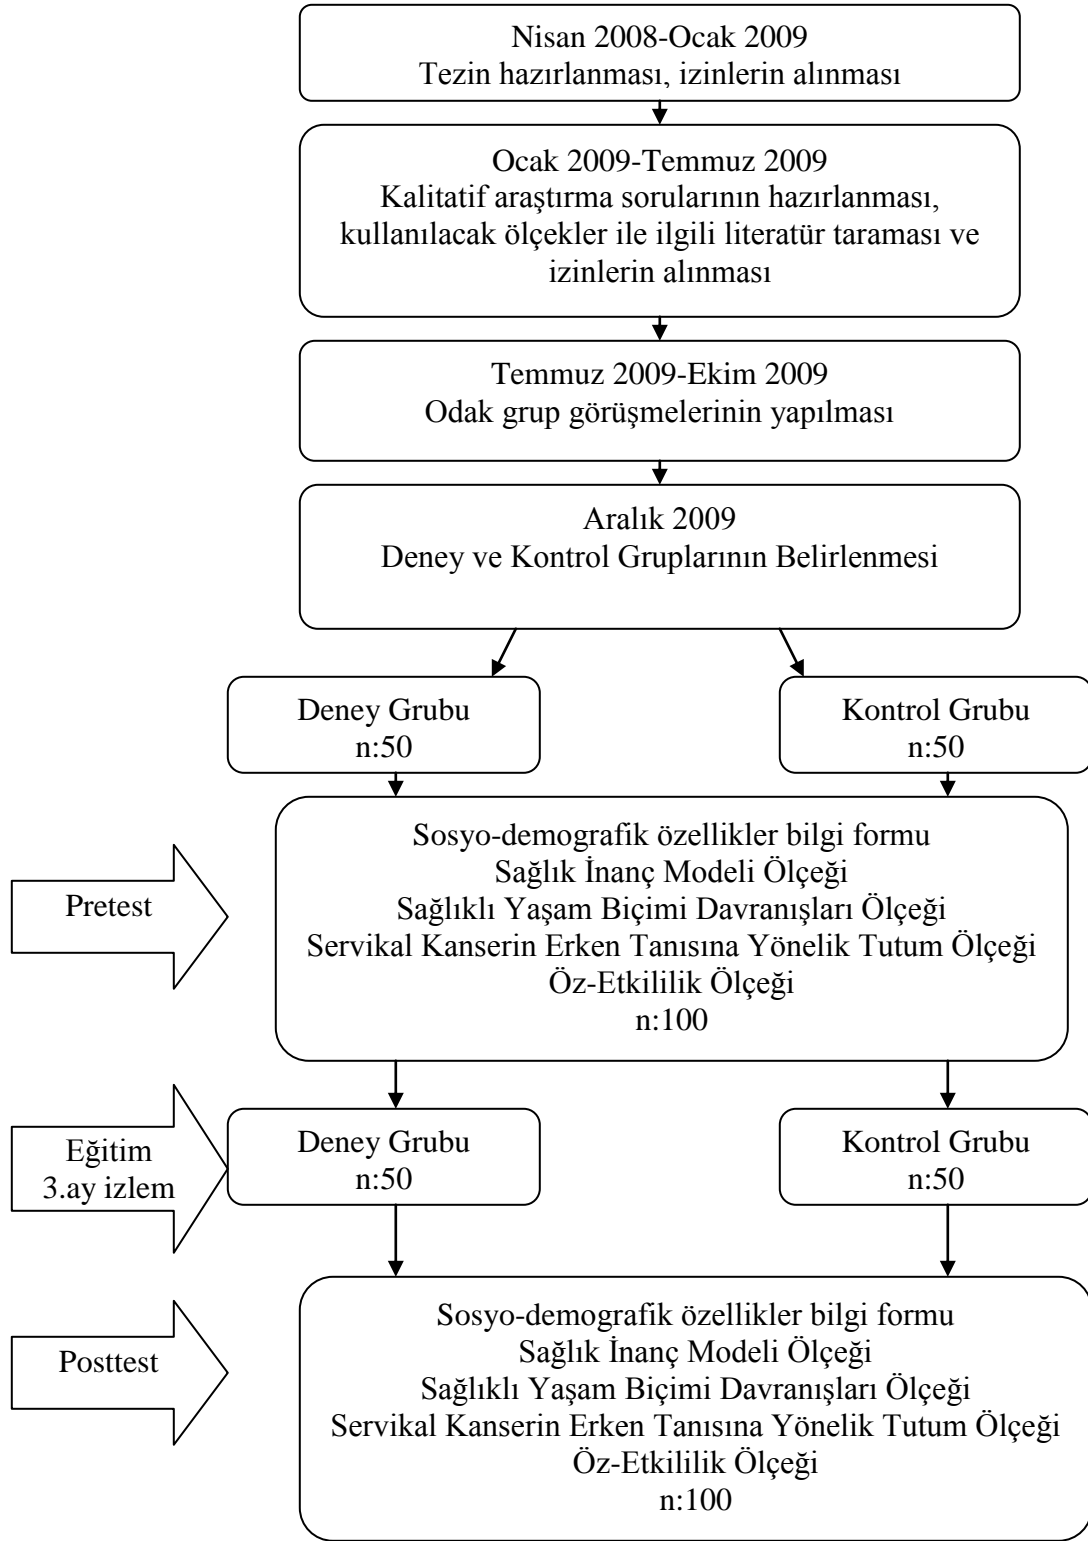 Nisan 2008-Ocak 2009
Tezin hazırlanması, izinlerin alınması
Ocak 2009-Temmuz 2009
Kalitatif araştırma sorularının hazırlanması,
kullanılacak ölçekler ile ilgili literatür taraması ve
izinlerin alınması
Temmuz 2009-Ekim 2009
Odak grup görüşmelerinin yapılması
Aralık 2009
Deney ve Kontrol Gruplarının Belirlenmesi
Deney Grubu
n:50
Kontrol Grubu
n:50
Pretest
Sosyo-demografik özellikler bilgi formu
Sağlık İnanç Modeli Ölçeği
Sağlıklı Yaşam Biçimi Davranışları Ölçeği
Servikal Kanserin Erken Tanısına Yönelik Tutum Ölçeği
Öz-Etkililik Ölçeği
n:100
Eğitim
3.ay izlem
Deney Grubu
n:50
Kontrol Grubu
n:50
Posttest
Sosyo-demografik özellikler bilgi formu
Sağlık İnanç Modeli Ölçeği
Sağlıklı Yaşam Biçimi Davranışları Ölçeği
Servikal Kanserin Erken Tanısına Yönelik Tutum Ölçeği
Öz-Etkililik Ölçeği
n:100